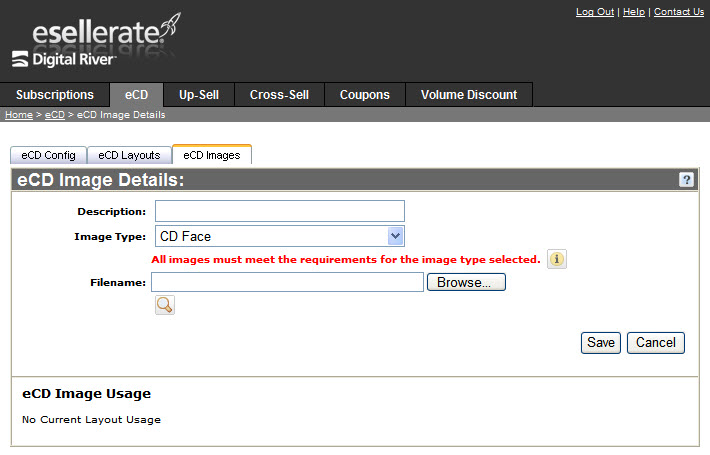 Log Out | Help | Contact Us
esellerate.
Digital River
Subscriptions eCD Up-Sell Cross-Sell Coupons Volume Discount
Home > eCD > eCD Image Details
eCD Config eCD Layouts eCD Images
eCD Image Details: ?
Description:
Image Type: CD Face
All images must meet the requirements for the image type selected. i
Filename: Browse...
Save Cancel
eCD Image Usage
No Current Layout Usage